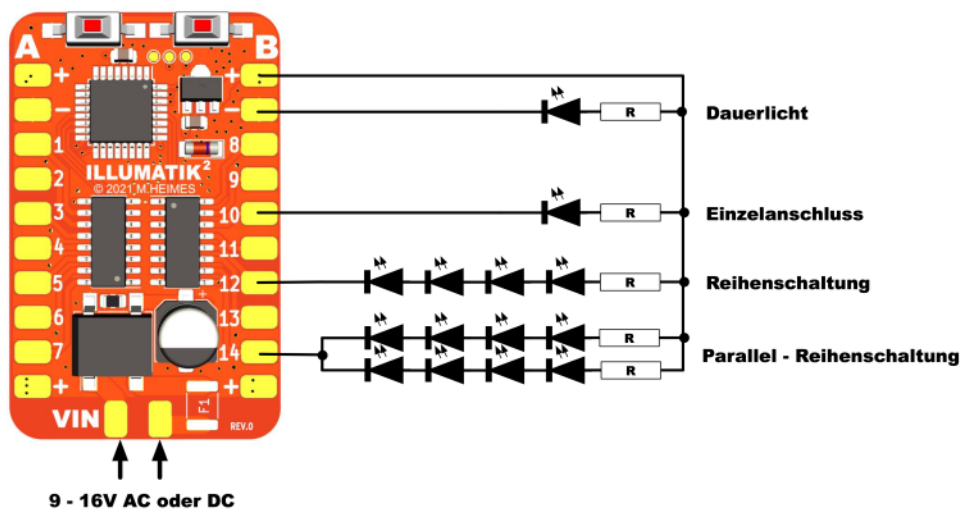 A B
+ +
- -
1 8
2 9
ILLUMATIK²
© 2021 M.HEIMES
3 10
4 11
5 12
6 13
7 14
+
+ +
VIN
F1
REV.0
9 - 16V AC oder DC
R Dauerlicht
R Einzelanschluss
R Reihenschaltung
R
R
Parallel - Reihenschaltung